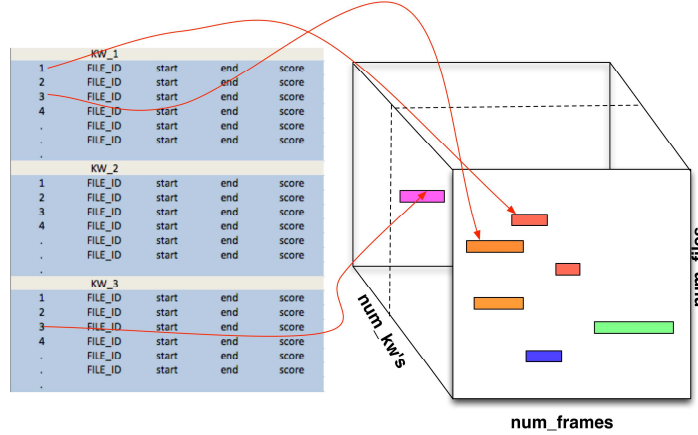 KW_1
1 FILE_ID start end score
2 FILE_ID start end score
3 FILE_ID start end score
4 FILE_ID start end score
. FILE_ID start end score
. FILE_ID start end score
.
KW_2
1 FILE_ID start end score
2 FILE_ID start end score
3 FILE_ID start end score
4 FILE_ID start end score
. FILE_ID start end score
. FILE_ID start end score
.
KW_3
1 FILE_ID start end score
2 FILE_ID start end score
3 FILE_ID start end score
4 FILE_ID start end score
. FILE_ID start end score
. FILE_ID start end score
.
num_kw's
num_files
num_frames